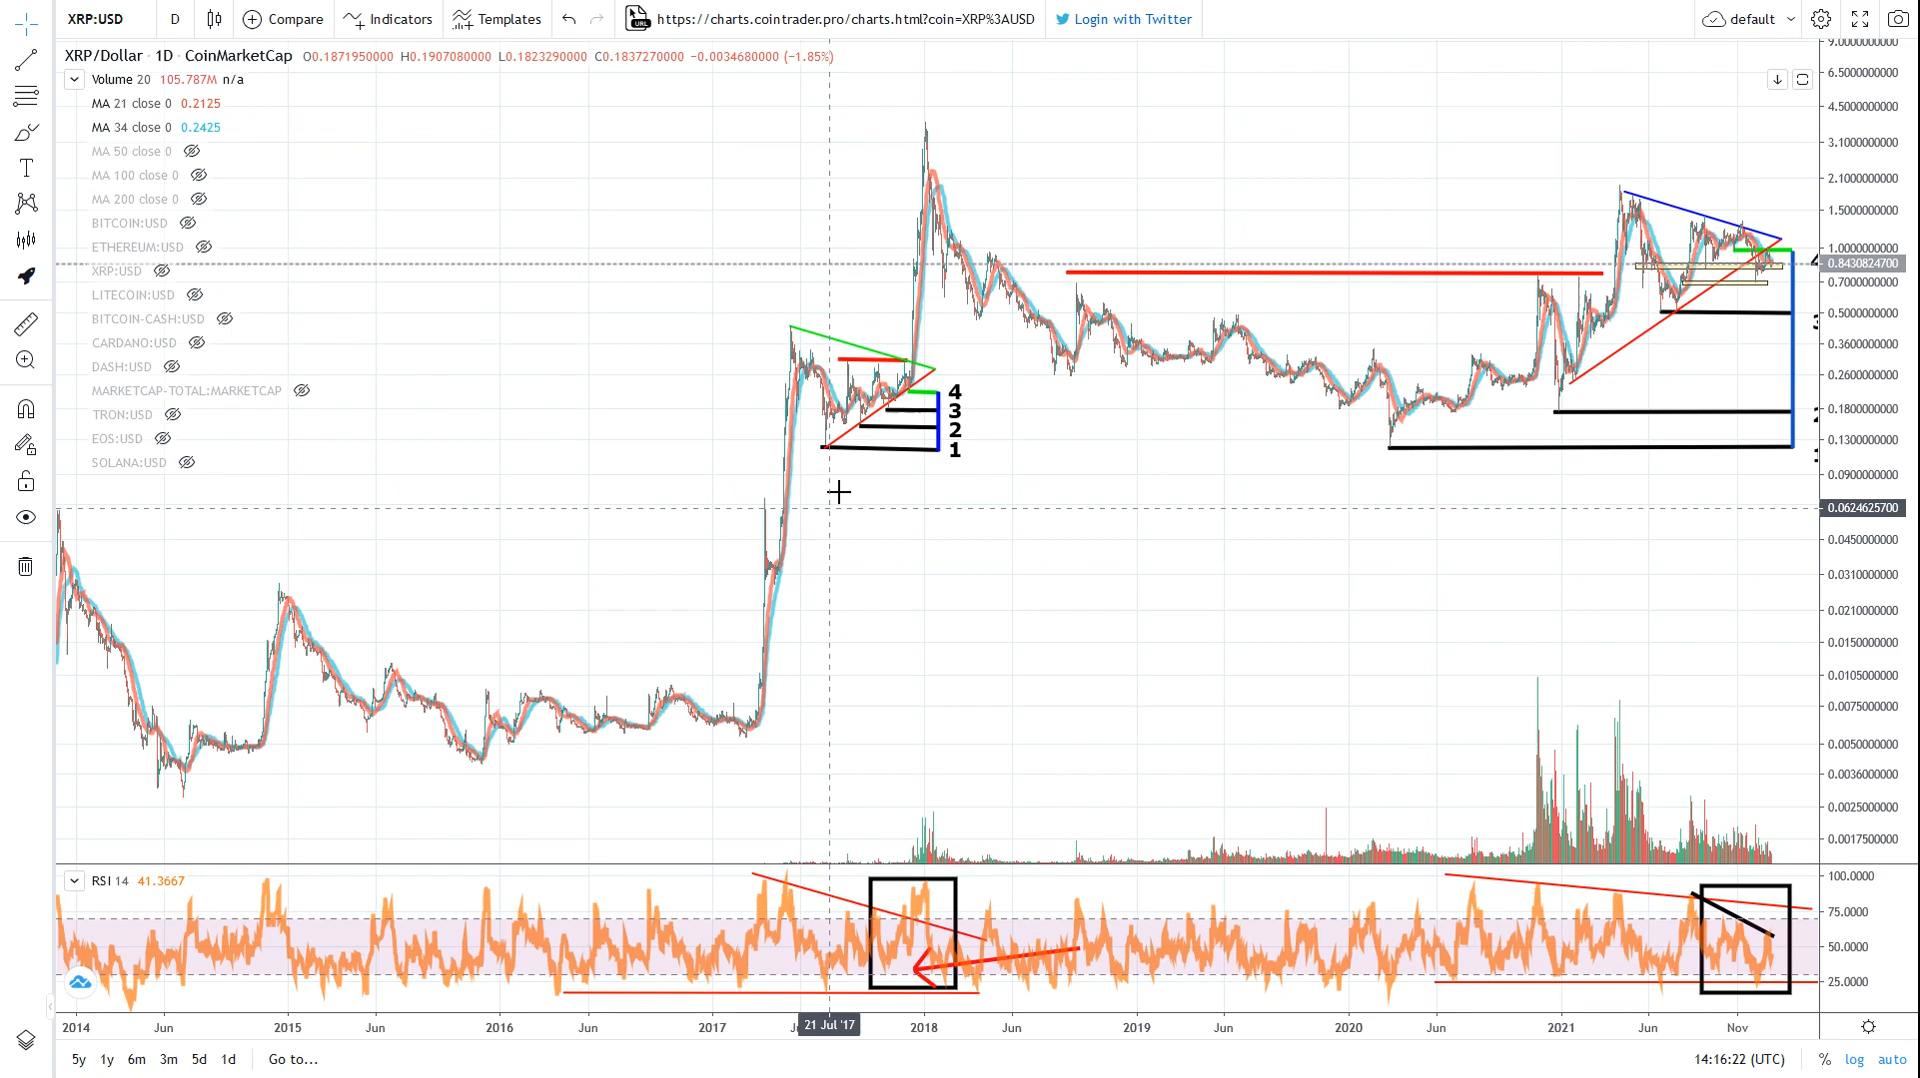 XRP:USD D Compare Indicators Templates URL https://charts.cointrader.pro/charts.html?coin=XRP%3AUSD Login with Twitter default
XRP/Dollar · 1D · CoinMarketCap O0.1871950000 H0.1907080000 L0.1823290000 C0.1837270000 −0.0034680000 (−1.85%)
Volume 20 105.787M n/a
MA 21 close 0 0.2125
MA 34 close 0 0.2425
MA 50 close 0
MA 100 close 0
MA 200 close 0
BITCOIN:USD
ETHEREUM:USD
XRP:USD
LITECOIN:USD
BITCOIN-CASH:USD
CARDANO:USD
DASH:USD
MARKETCAP-TOTAL:MARKETCAP
TRON:USD
EOS:USD
SOLANA:USD
4
3
2
1
9.0000000000
6.5000000000
4.5000000000
3.1000000000
2.1000000000
1.5000000000
1.0000000000
0.8430824700
0.7000000000
0.5000000000
0.3600000000
0.2600000000
0.1800000000
0.1300000000
0.0900000000
0.0624625700
0.0450000000
0.0310000000
0.0210000000
0.0150000000
0.0105000000
0.0075000000
0.0050000000
0.0036000000
0.0025000000
0.0017500000
RSI 14 41.3667
100.0000
75.0000
50.0000
25.0000
2014 Jun 2015 Jun 2016 Jun 2017 21 Jul '17 2018 Jun 2019 Jun 2020 Jun 2021 Jun Nov
5y 1y 6m 3m 5d 1d Go to... 14:16:22 (UTC) % log auto